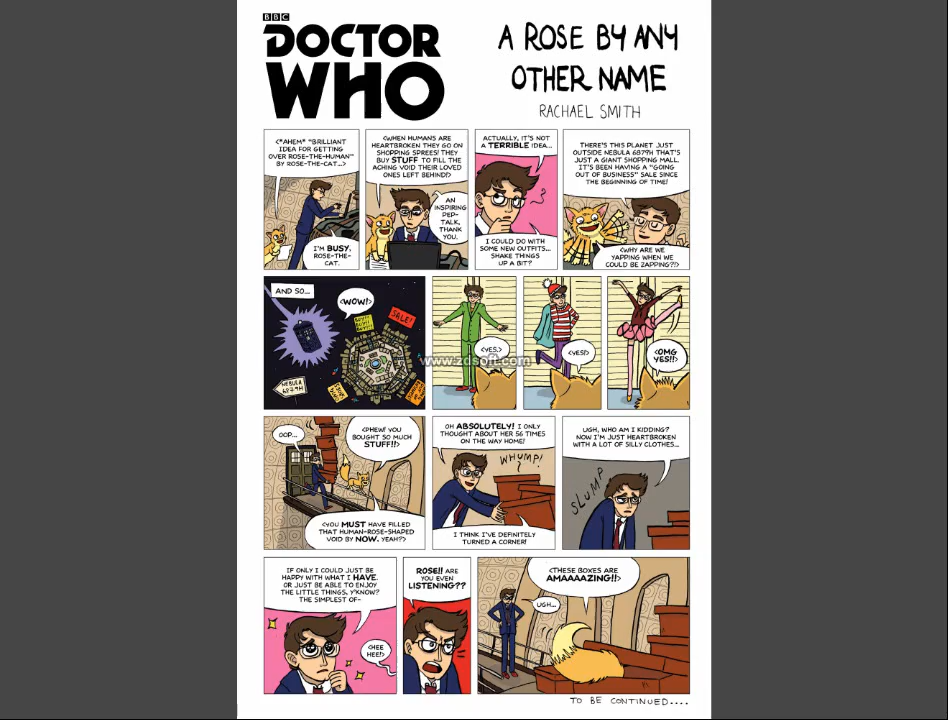 BBC
DOCTOR
WHO
A ROSE BY ANY
OTHER NAME
RACHAEL SMITH
<*AHEM* "BRILLIANT
IDEA FOR GETTING
OVER ROSE-THE-HUMAN"
BY ROSE-THE-CAT...>
I'M BUSY,
ROSE-THE-
CAT.
<WHEN HUMANS ARE
HEARTBROKEN THEY GO ON
SHOPPING SPREES! THEY
BUY STUFF TO FILL THE
ACHING VOID THEIR LOVED
ONES LEFT BEHIND!>
AN
INSPIRING
PEP-
TALK,
THANK
YOU.
ACTUALLY, IT'S NOT
A TERRIBLE IDEA...
I COULD DO WITH
SOME NEW OUTFITS...
SHAKE THINGS
UP A BIT?
THERE'S THIS PLANET JUST
OUTSIDE NEBULA 6879H THAT'S
JUST A GIANT SHOPPING MALL.
IT'S BEEN HAVING A "GOING
OUT OF BUSINESS" SALE SINCE
THE BEGINNING OF TIME!
<WHY ARE WE
YAPPING WHEN WE
COULD BE ZAPPING?!>
AND SO...
<WOW!>
SALE!
NEBULA
6879H
<YES.>
<YES!>
<OMG
YES!!>
www.zdsoft.com
OOP...
<PHEW! YOU
BOUGHT SO MUCH
STUFF!!>
<YOU MUST HAVE FILLED
THAT HUMAN-ROSE-SHAPED
VOID BY NOW, YEAH?>
OH ABSOLUTELY! I ONLY
THOUGHT ABOUT HER 56 TIMES
ON THE WAY HOME!
WHUMP!
I THINK I'VE DEFINITELY
TURNED A CORNER!
UGH, WHO AM I KIDDING?
NOW I'M JUST HEARTBROKEN
WITH A LOT OF SILLY CLOTHES...
SLUMP
IF ONLY I COULD JUST BE
HAPPY WITH WHAT I HAVE.
OR JUST BE ABLE TO ENJOY
THE LITTLE THINGS, Y'KNOW?
THE SIMPLEST OF-
<HEE
HEE!>
ROSE!! ARE
YOU EVEN
LISTENING??
<THESE BOXES ARE
AMAAAAZING!!>
UGH...
TO BE CONTINUED....